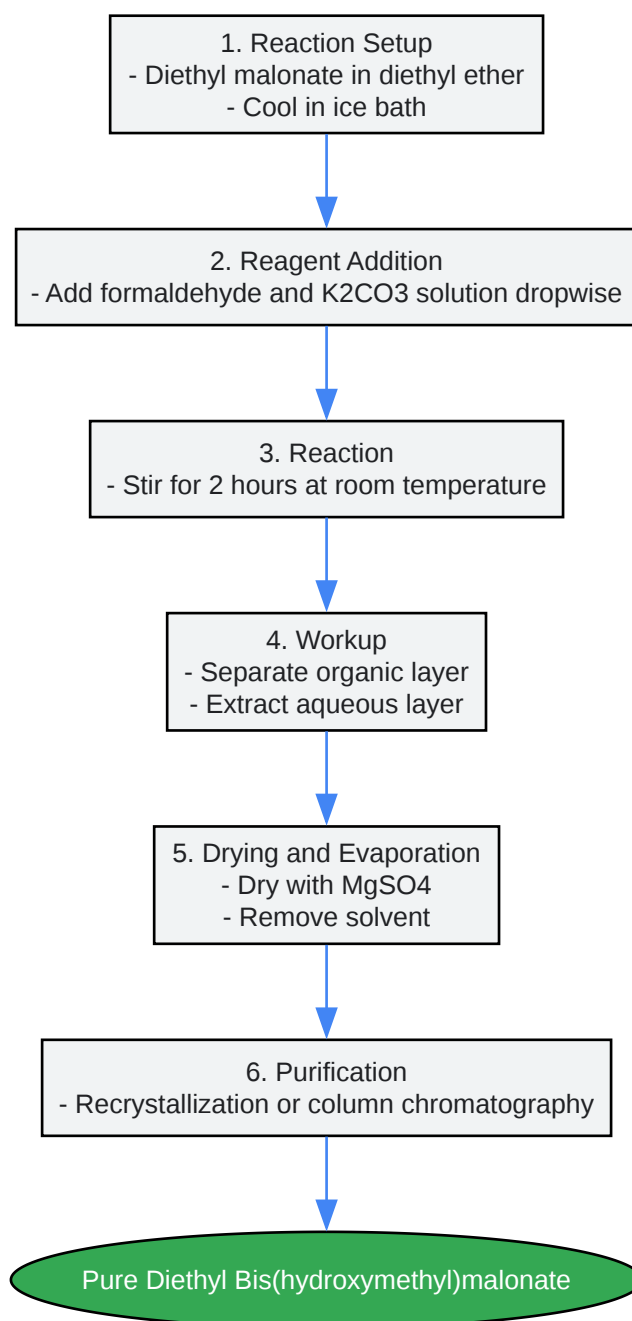 1. Reaction Setup
- Diethyl malonate in diethyl ether
- Cool in ice bath
2. Reagent Addition
- Add formaldehyde and K2CO3 solution dropwise
3. Reaction
- Stir for 2 hours at room temperature
4. Workup
- Separate organic layer
- Extract aqueous layer
5. Drying and Evaporation
- Dry with MgSO4
- Remove solvent
6. Purification
- Recrystallization or column chromatography
Pure Diethyl Bis(hydroxymethyl)malonate